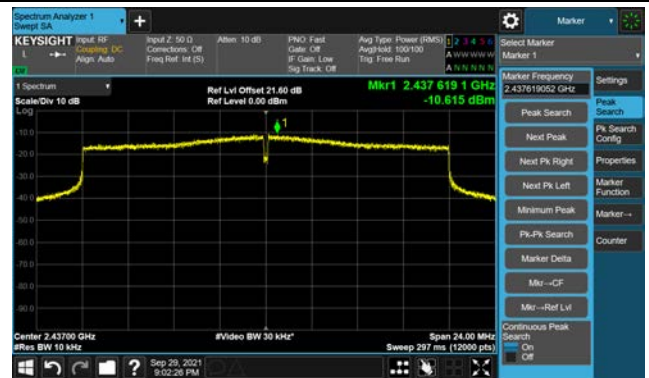 Spectrum Analyzer 1
Swept SA
Marker
KEYSIGHT
L
Input: RF
Coupling: DC
Align: Auto
Input Z: 50 Ω
Corrections: Off
Freq Ref: Int (S)
Atten: 10 dB
PNO: Fast
Gate: Off
IF Gain: Low
Sig Track: Off
Avg Type: Power (RMS)
Avg|Hold: 100/100
Trig: Free Run
1 2 3 4 5 6
A W W W W W
A N N N N N
Select Marker
Marker 1
1 Spectrum
Scale/Div 10 dB
Log
Ref Lvl Offset 21.60 dB
Ref Level 0.00 dBm
Mkr1 2.437 619 1 GHz
-10.615 dBm
1
-10.0
-20.0
-30.0
-40.0
-50.0
-60.0
-70.0
-80.0
-90.0
Center 2.43700 GHz
#Res BW 10 kHz
#Video BW 30 kHz*
Span 24.00 MHz
Sweep 297 ms (12000 pts)
Marker Frequency
2.437619052 GHz
Peak Search
Next Peak
Next Pk Right
Next Pk Left
Minimum Peak
Pk-Pk Search
Marker Delta
Mkr→CF
Mkr→Ref Lvl
Continuous Peak
Search
On
Off
Settings
Peak
Search
Pk Search
Config
Properties
Marker
Function
Marker→
Counter
?
Sep 29, 2021
9:02:26 PM